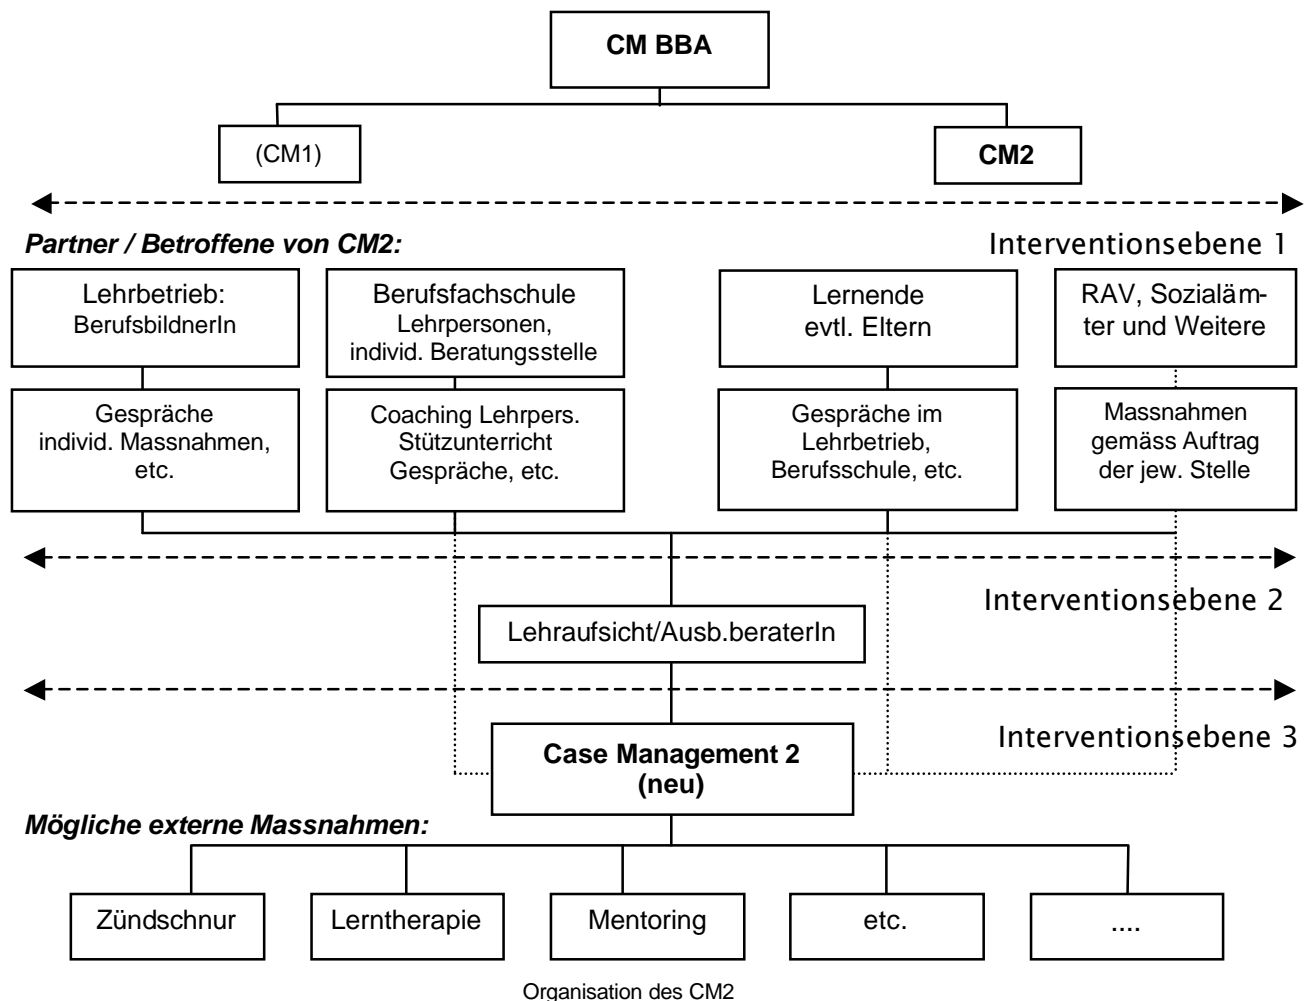 CM BBA
(CM1)
CM2
Partner / Betroffene von CM2:
Interventionsebene 1
Lehrbetrieb:
BerufsbildnerIn
Berufsfachschule
Lehrpersonen,
individ. Beratungsstelle
Lernende
evtl. Eltern
RAV, Sozialäm-
ter und Weitere
Gespräche
individ. Massnahmen,
etc.
Coaching Lehrpers.
Stützunterricht
Gespräche, etc.
Gespräche im
Lehrbetrieb,
Berufsschule, etc.
Massnahmen
gemäss Auftrag
der jew. Stelle
Interventionsebene 2
Lehraufsicht/Ausb.beraterIn
Interventionsebene 3
Case Management 2
(neu)
Mögliche externe Massnahmen:
Zündschnur
Lerntherapie
Mentoring
etc.
....
Organisation des CM2